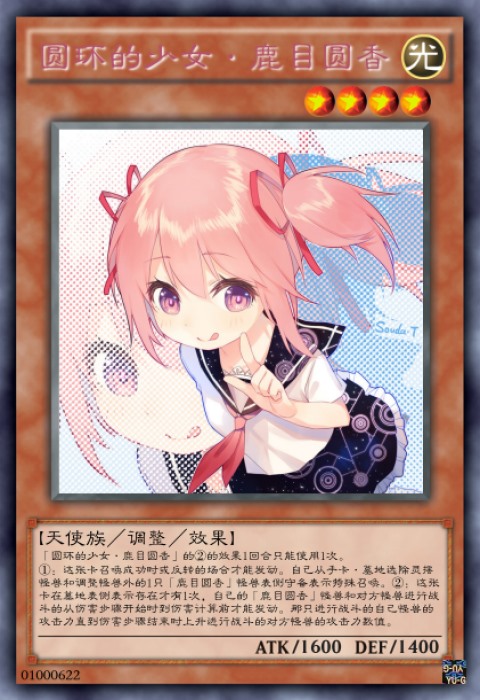 圆环的少女·鹿目圆香
光
Souda T
【天使族／调整／效果】
「圆环的少女·鹿目圆香」的②的效果1回合只能使用1次。
①：这张卡召唤成功时或反转的场合才能发动。自己从手卡·墓地选除灵摆
怪兽和调整怪兽外的1只「鹿目圆香」怪兽表侧守备表示特殊召唤。②：这张
卡在墓地表侧表示存在才有1次，自己的「鹿目圆香」怪兽和对方怪兽进行战
斗的从伤害步骤开始时到伤害计算前才能发动。那只进行战斗的自己怪兽的
攻击力直到伤害步骤结束时上升进行战斗的对方怪兽的攻击力数值。
ATK/1600 DEF/1400
01000622